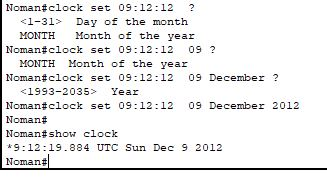 Noman#clock set 09:12:12  ?
  <1-31>  Day of the month
  MONTH   Month of the year
Noman#clock set 09:12:12  09 ?
  MONTH  Month of the year
Noman#clock set 09:12:12  09 December ?
  <1993-2035>  Year
Noman#clock set 09:12:12  09 December 2012
Noman#
Noman#show clock
*9:12:19.884 UTC Sun Dec 9 2012
Noman#